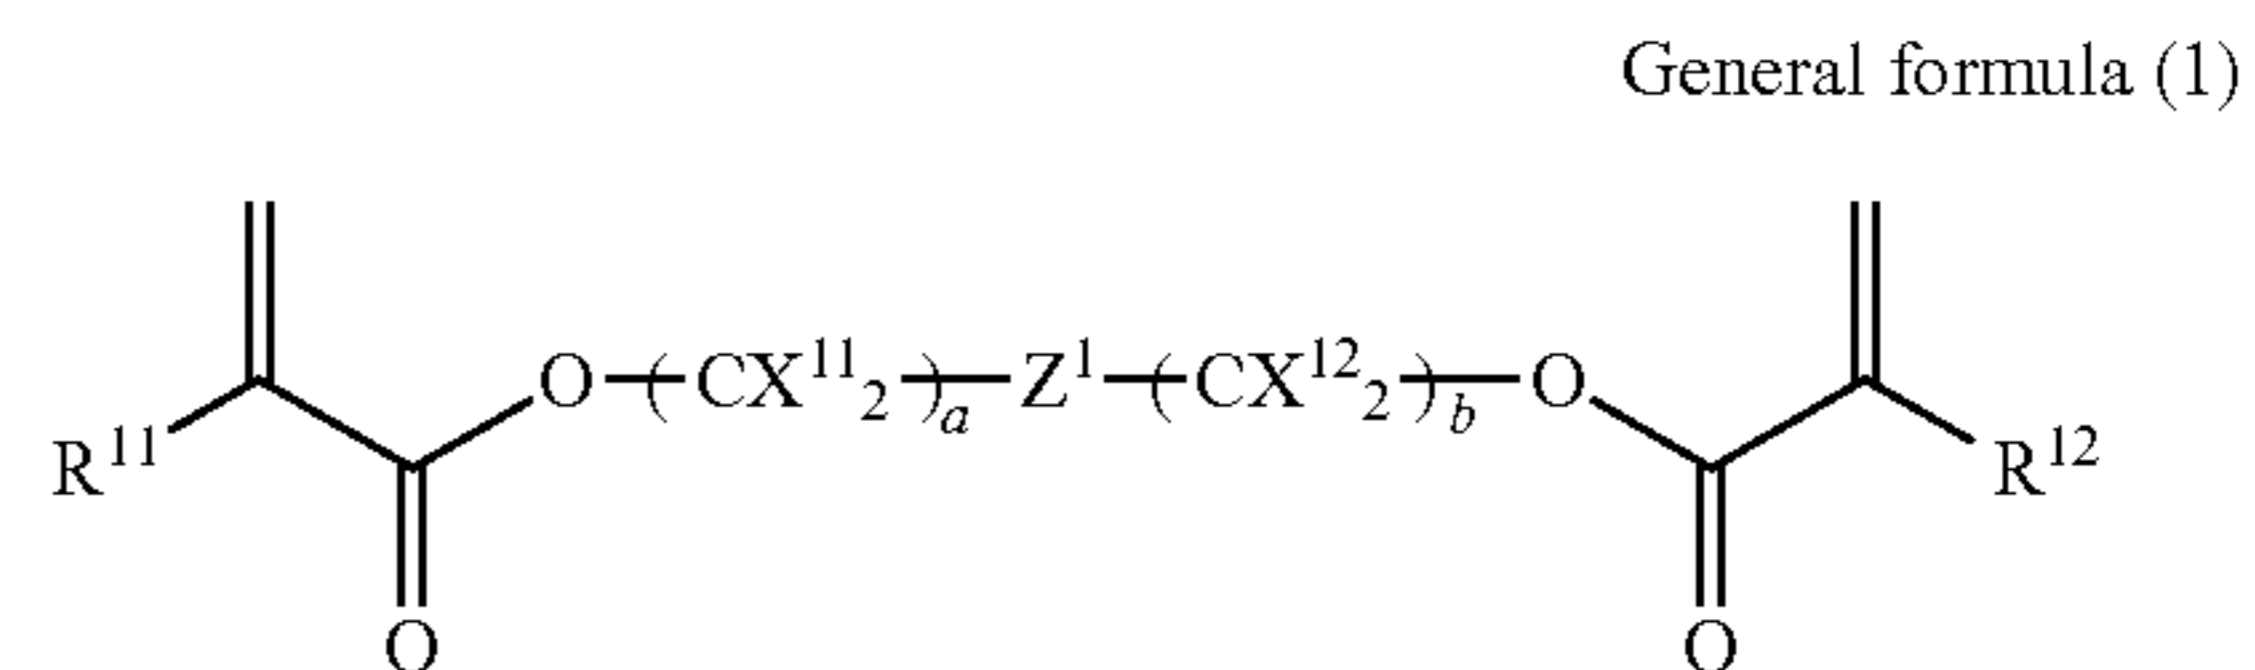 General formula (1)
O (CX¹¹₂)ₐ Z¹ (CX¹²₂)b O
R¹¹ R¹²
O O